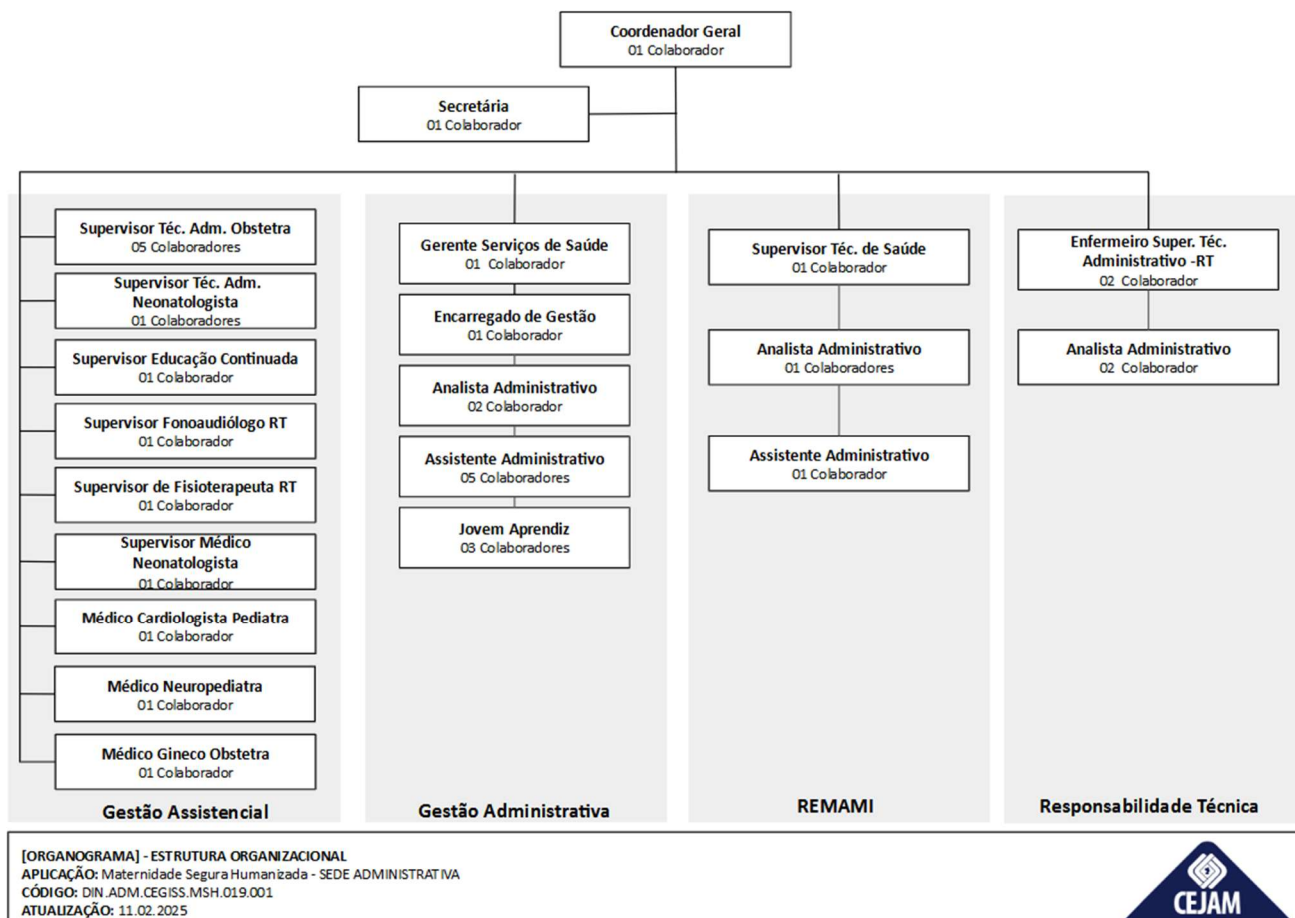 Coordenador Geral
01 Colaborador
Secretária
01 Colaborador
Supervisor Téc. Adm. Obstetra
05 Colaboradores
Supervisor Téc. Adm.
Neonatologista
01 Colaboradores
Supervisor Educação Continuada
01 Colaborador
Supervisor Fonoaudiólogo RT
01 Colaborador
Supervisor de Fisioterapeuta RT
01 Colaborador
Supervisor Médico
Neonatologista
01 Colaborador
Médico Cardiologista Pediatra
01 Colaborador
Médico Neuropediatra
01 Colaborador
Médico Gineco Obstetra
01 Colaborador
Gestão Assistencial
Gerente Serviços de Saúde
01 Colaborador
Encarregado de Gestão
01 Colaborador
Analista Administrativo
02 Colaborador
Assistente Administrativo
05 Colaboradores
Jovem Aprendiz
03 Colaboradores
Gestão Administrativa
Supervisor Téc. de Saúde
01 Colaborador
Analista Administrativo
01 Colaboradores
Assistente Administrativo
01 Colaborador
REMAMI
Enfermeiro Super. Téc.
Administrativo -RT
02 Colaborador
Analista Administrativo
02 Colaborador
Responsabilidade Técnica
[ORGANOGRAMA] - ESTRUTURA ORGANIZACIONAL
APLICAÇÃO: Maternidade Segura Humanizada - SEDE ADMINISTRATIVA
CÓDIGO: DIN.ADM.CEGISS.MSH.019.001
ATUALIZAÇÃO: 11.02.2025
CEJAM